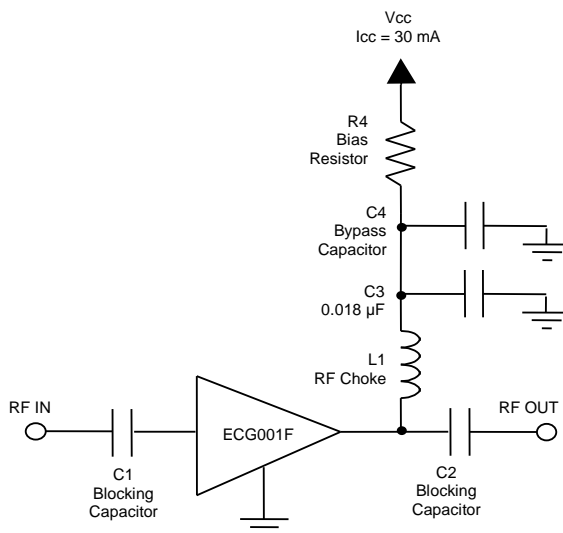 Vcc
Icc = 30 mA
R4
Bias
Resistor
C4
Bypass
Capacitor
C3
0.018 µF
L1
RF Choke
RF IN
ECG001F
RF OUT
C1
Blocking
Capacitor
C2
Blocking
Capacitor